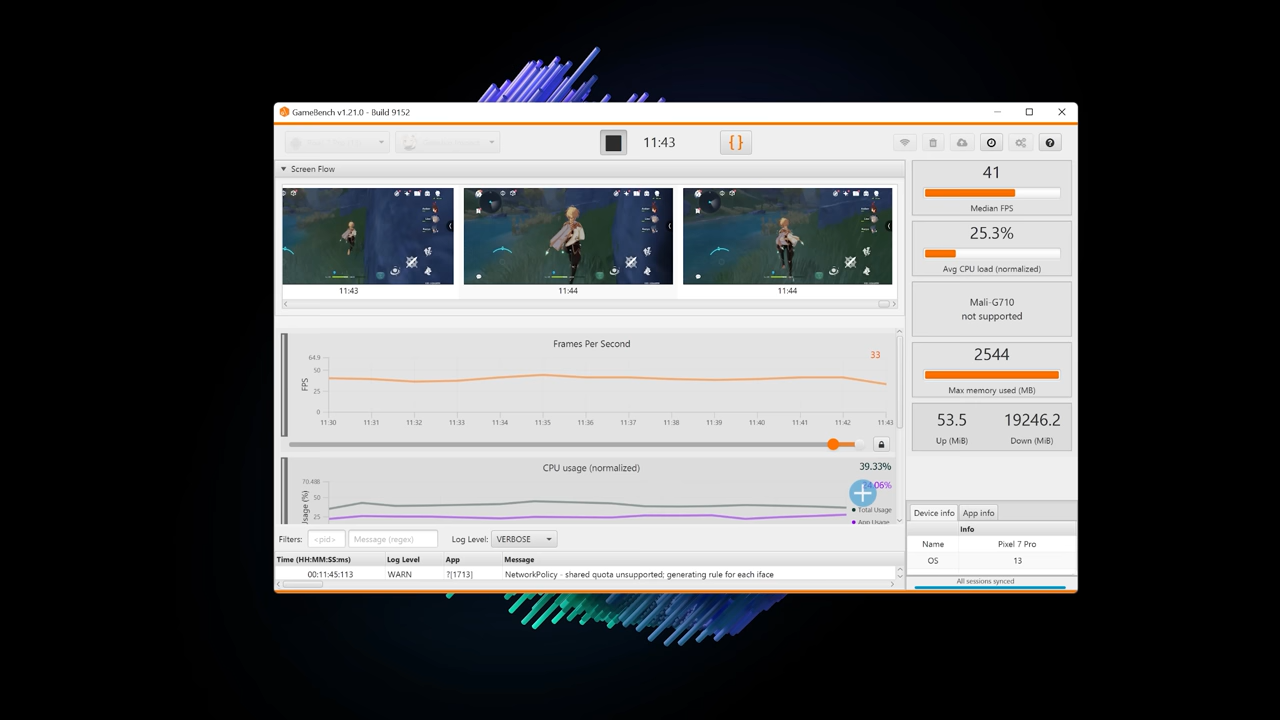 GameBench v1.21.0 - Build 9152
11:43
{ }
Screen Flow
11:43
11:44
11:44
Frames Per Second
33
FPS
64.9
50
25
0
11:30
11:31
11:32
11:33
11:34
11:35
11:36
11:37
11:38
11:39
11:40
11:41
11:42
11:43
CPU usage (normalized)
39.33%
.06%
70.488
50
25
Total Usage
App Usage
Filters:
<pid>
Message (regex)
Log Level:
VERBOSE
Time (HH:MM:SS:ms)
Log Level
App
Message
00:11:45:113
WARN
?[1713]
NetworkPolicy - shared quota unsupported; generating rule for each iface
41
Median FPS
25.3%
Avg CPU load (normalized)
Mali-G710
not supported
2544
Max memory used (MB)
53.5
19246.2
Up (MiB)
Down (MiB)
Device info
App info
Info
Name
Pixel 7 Pro
OS
13
All sessions synced